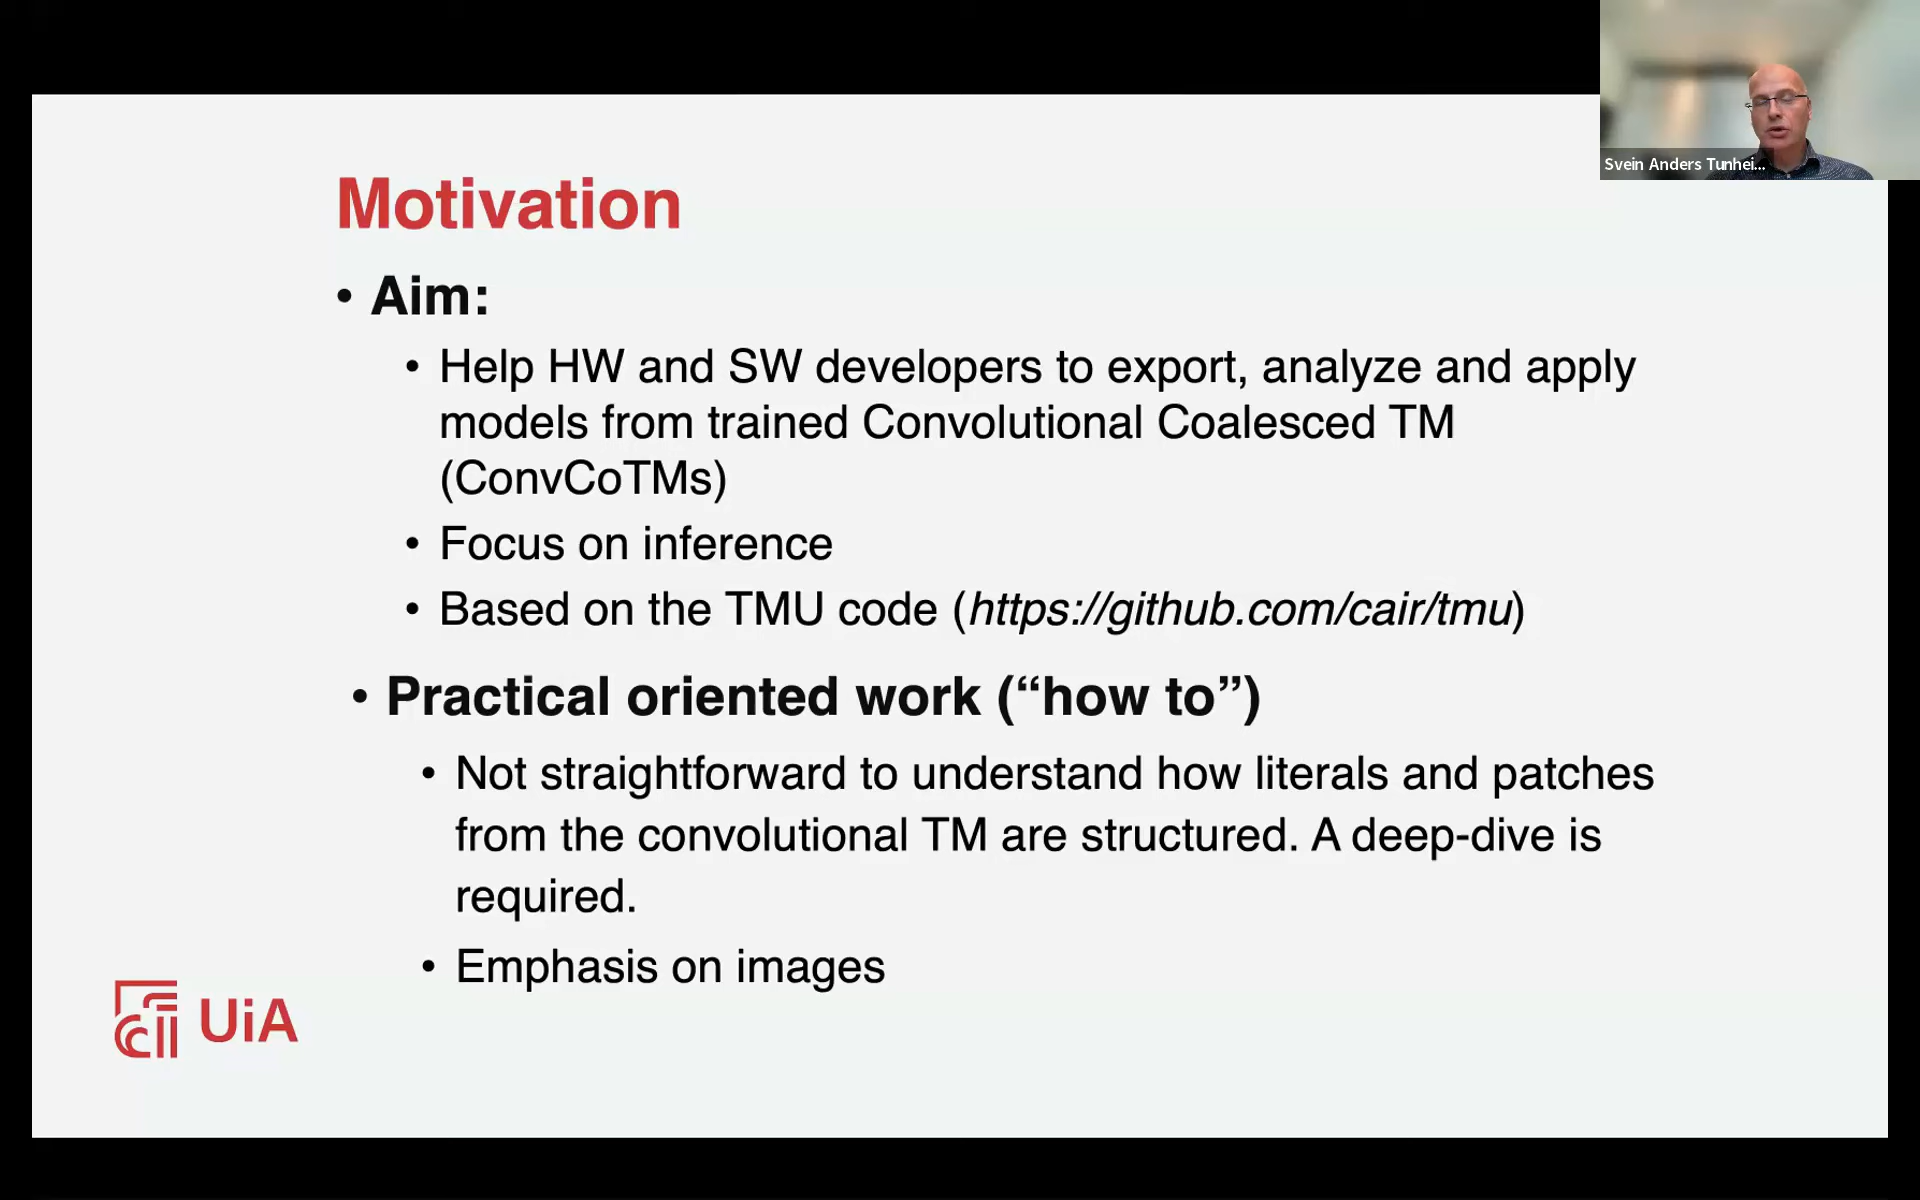 Svein Anders Tunhei...
Motivation
• Aim:
• Help HW and SW developers to export, analyze and apply
models from trained Convolutional Coalesced TM
(ConvCoTMs)
• Focus on inference
• Based on the TMU code (https://github.com/cair/tmu)
• Practical oriented work (“how to”)
• Not straightforward to understand how literals and patches
from the convolutional TM are structured. A deep-dive is
required.
• Emphasis on images
UiA